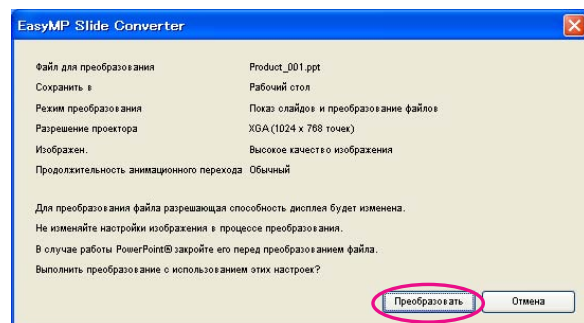 EasyMP Slide Converter
Файл для преобразования Product_001.ppt
Сохранить в Рабочий стол
Режим преобразования Показ слайдов и преобразование файлов
Разрешение проектора XGA (1024 x 768 точек)
Изображен. Высокое качество изображения
Продолжительность анимационного перехода Обычный
Для преобразования файла разрешающая способность дисплея будет изменена.
Не изменяйте настройки изображения в процессе преобразования.
В случае работы PowerPoint® закройте его перед преобразованием файла.
Выполнить преобразование с использованием этих настроек?
Преобразовать Отмена